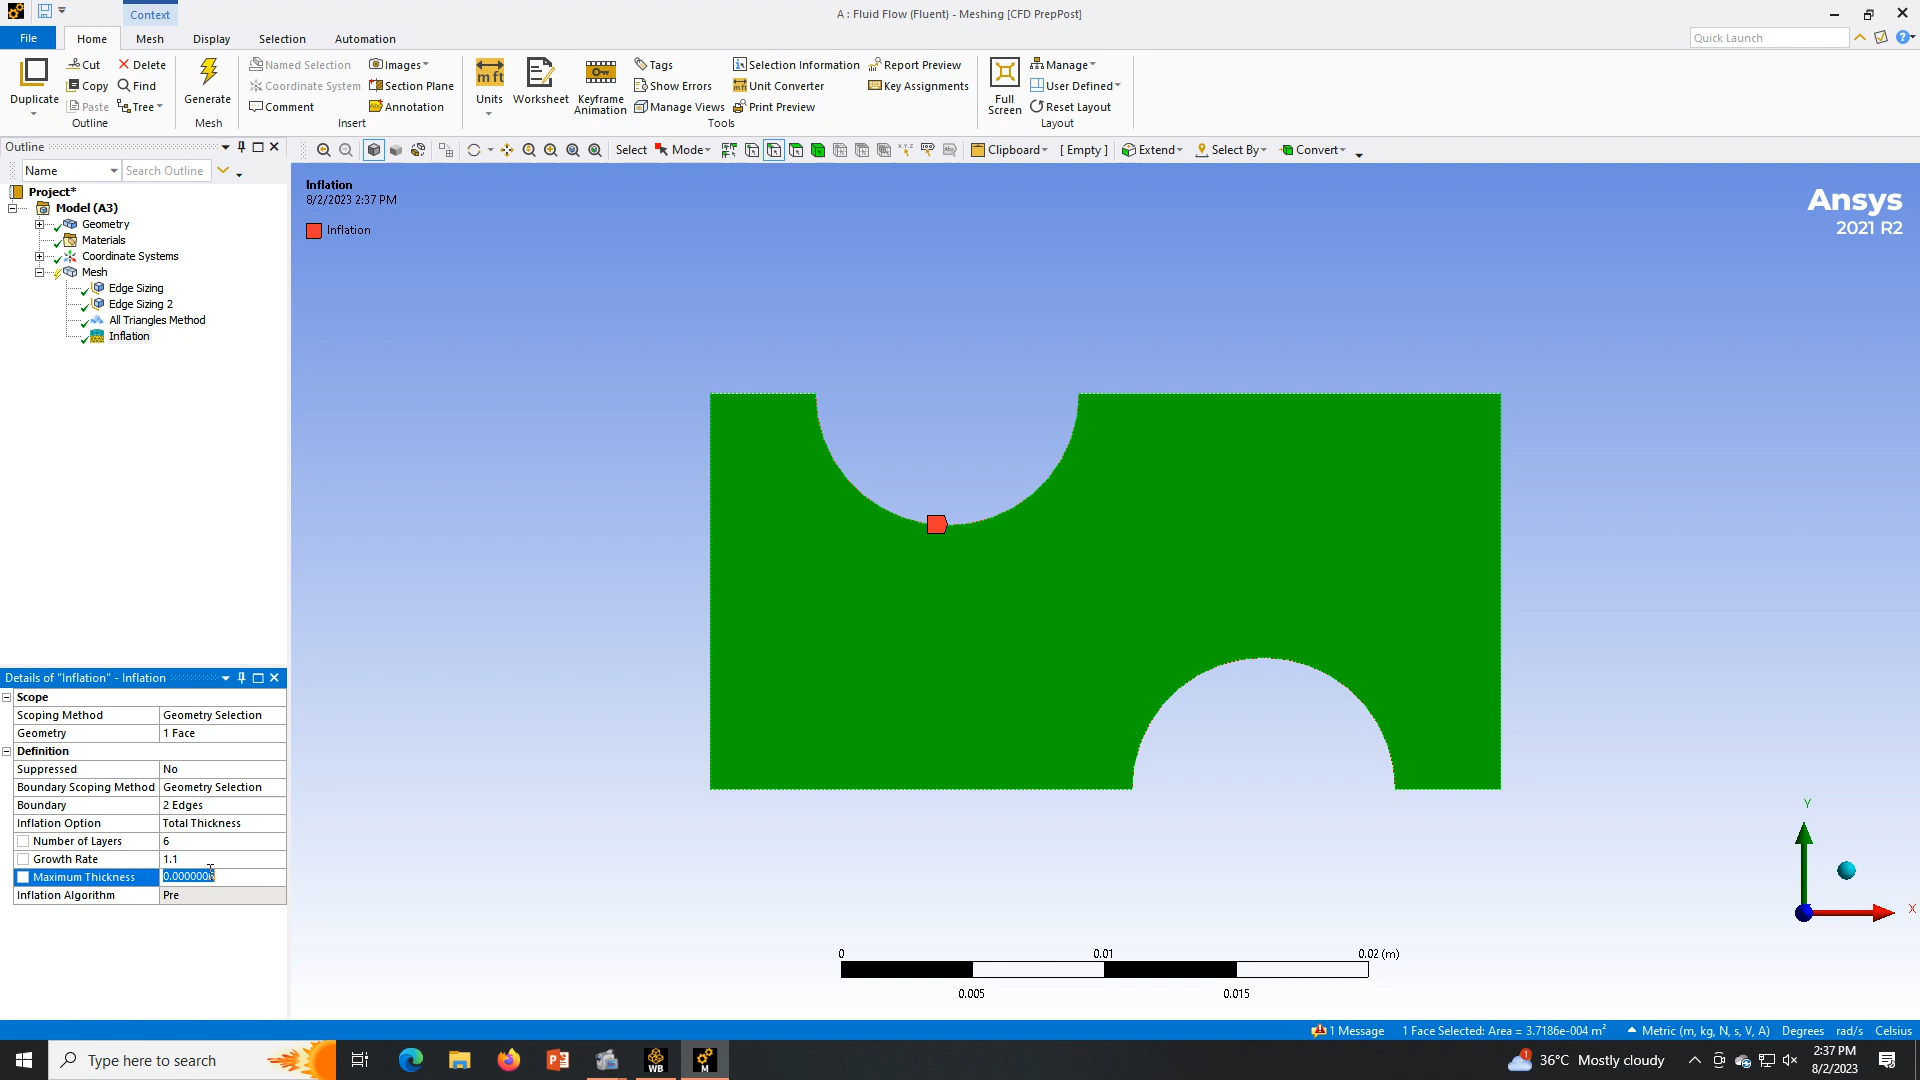 Context
A : Fluid Flow (Fluent) - Meshing [CFD PrepPost]
File
Home
Mesh
Display
Selection
Automation
Quick Launch
Duplicate
Cut
Copy
Paste
Delete
Find
Tree
Outline
Generate
Mesh
Named Selection
Coordinate System
Comment
Images
Section Plane
Annotation
Insert
Units
Worksheet
Keyframe
Animation
Tags
Show Errors
Manage Views
Selection Information
Unit Converter
Print Preview
Report Preview
Key Assignments
Tools
Full
Screen
Manage
User Defined
Reset Layout
Layout
Outline
Name
Search Outline
Select
Mode
Clipboard
[ Empty ]
Extend
Select By
Convert
Project*
Model (A3)
Geometry
Materials
Coordinate Systems
Mesh
Edge Sizing
Edge Sizing 2
All Triangles Method
Inflation
Inflation
8/2/2023 2:37 PM
Inflation
Ansys
2021 R2
Details of "Inflation" - Inflation
Scope
Scoping Method Geometry Selection
Geometry 1 Face
Definition
Suppressed No
Boundary Scoping Method Geometry Selection
Boundary 2 Edges
Inflation Option Total Thickness
Number of Layers 6
Growth Rate 1.1
Maximum Thickness
Inflation Algorithm Pre
Y
X
0 0.01 0.02 (m)
0.005 0.015
1 Message
1 Face Selected: Area = 3.7186e-004 m²
Metric (m, kg, N, s, V, A)
Degrees
rad/s
Celsius
Type here to search
WB
M
1
36°C Mostly cloudy
2:37 PM
8/2/2023